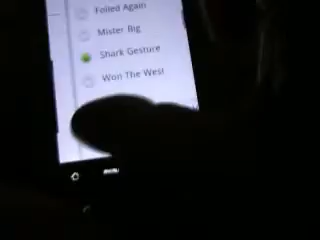 Foiled Again
Mister Big
Shark Gesture
Won The West